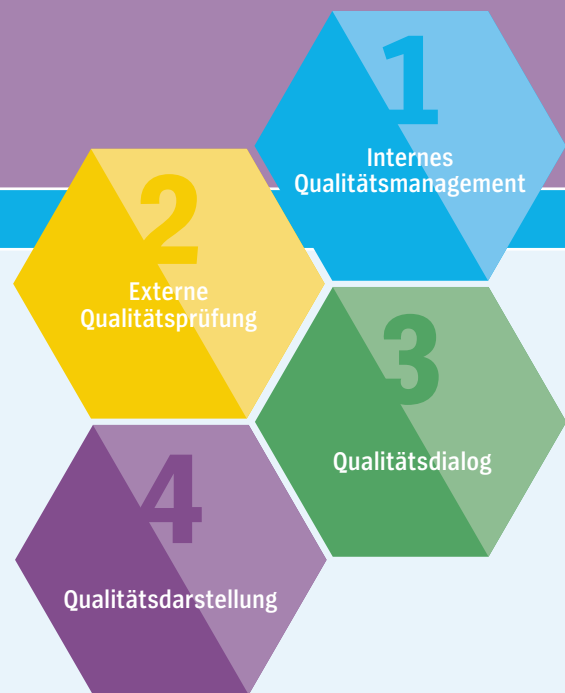 1
Internes
Qualitätsmanagement
2
Externe
Qualitätsprüfung
3
Qualitätsdialog
4
Qualitätsdarstellung